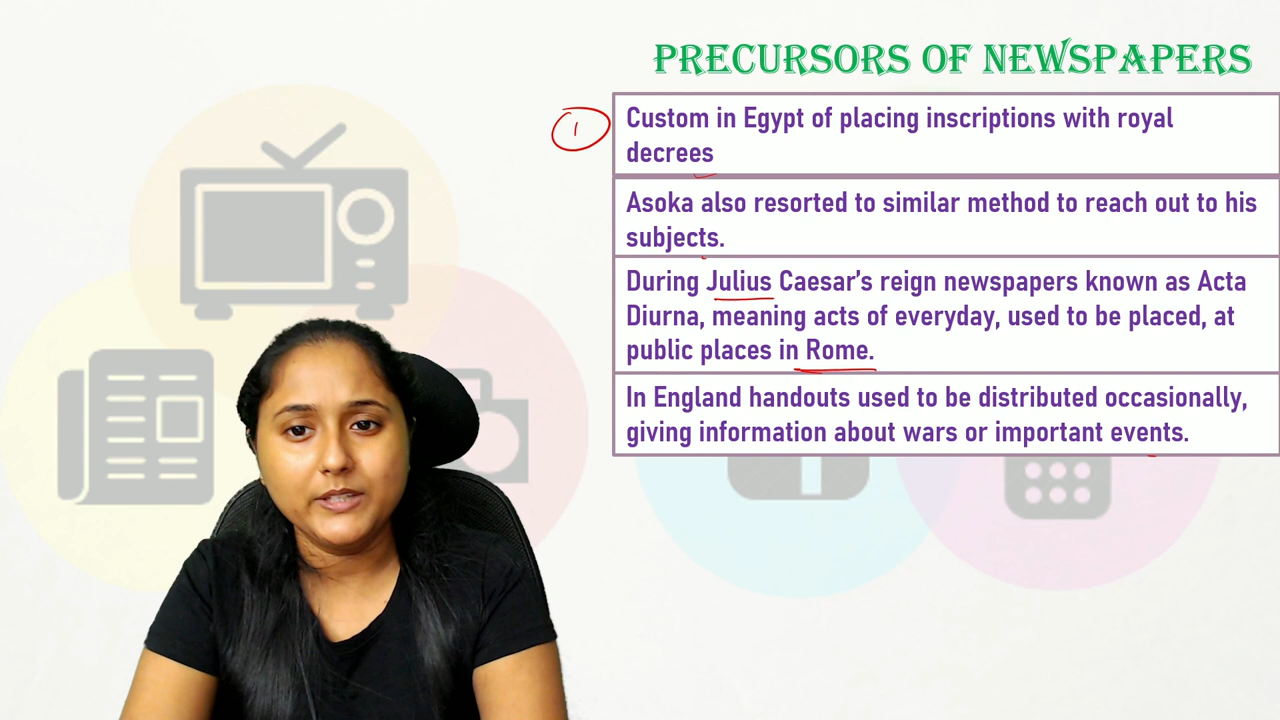 PRECURSORS OF NEWSPAPERS
1
Custom in Egypt of placing inscriptions with royal
decrees
Asoka also resorted to similar method to reach out to his
subjects.
During Julius Caesar’s reign newspapers known as Acta
Diurna, meaning acts of everyday, used to be placed, at
public places in Rome.
In England handouts used to be distributed occasionally,
giving information about wars or important events.